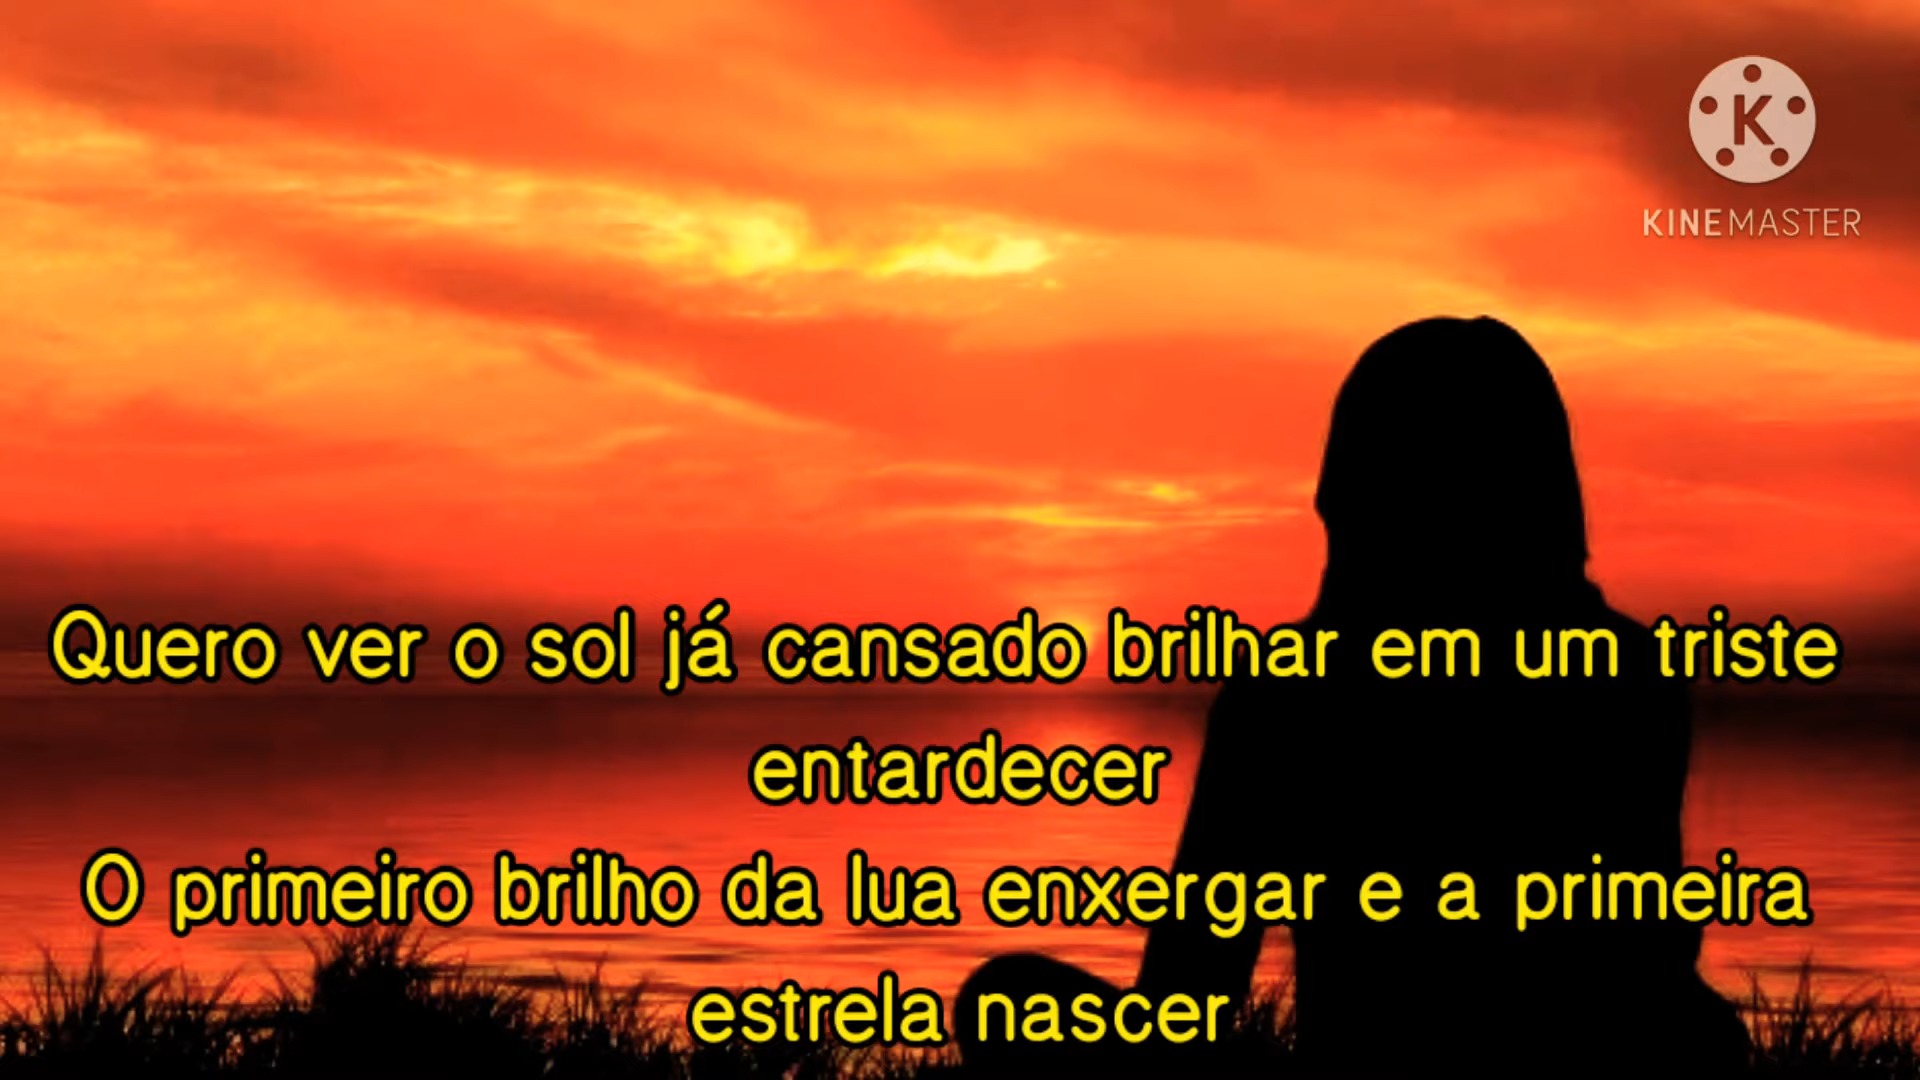 K
KINEMASTER
Quero ver o sol já cansado brilhar em um triste
entardecer
O primeiro brilho da lua enxergar e a primeira
estrela nascer